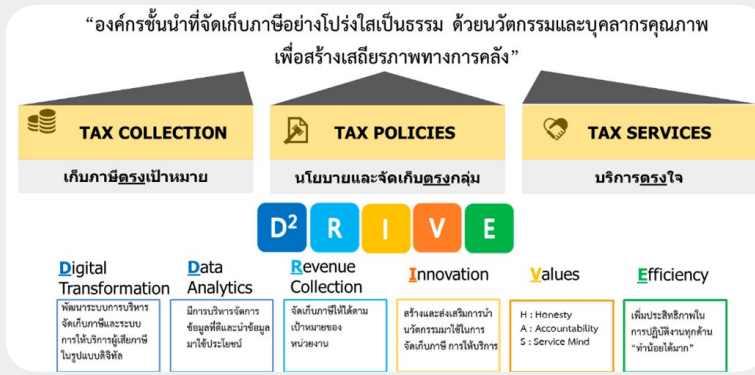 “องค์กรชั้นนำที่จัดเก็บภาษีอย่างโปร่งใสเป็นธรรม ด้วยนวัตกรรมและบุคลากรคุณภาพ
เพื่อสร้างเสถียรภาพทางการคลัง”
TAX COLLECTION
เก็บภาษีตรงเป้าหมาย
TAX POLICIES
นโยบายและจัดเก็บตรงกลุ่ม
TAX SERVICES
บริการตรงใจ
D² R I V E
Digital
Transformation
พัฒนาระบบการบริหาร
จัดเก็บภาษีและระบบ
การให้บริการผู้เสียภาษี
ในรูปแบบดิจิทัล
Data
Analytics
มีการบริหารจัดการ
ข้อมูลที่ดีและนำข้อมูล
มาใช้ประโยชน์
Revenue
Collection
จัดเก็บภาษีให้ได้ตาม
เป้าหมายของ
หน่วยงาน
Innovation
สร้างและส่งเสริมการนำ
นวัตกรรมมาใช้ในการ
จัดเก็บภาษี การให้บริการ
Values
H : Honesty
A : Accountability
S : Service Mind
Efficiency
เพิ่มประสิทธิภาพใน
การปฏิบัติงานทุกด้าน
“ทำน้อยได้มาก”